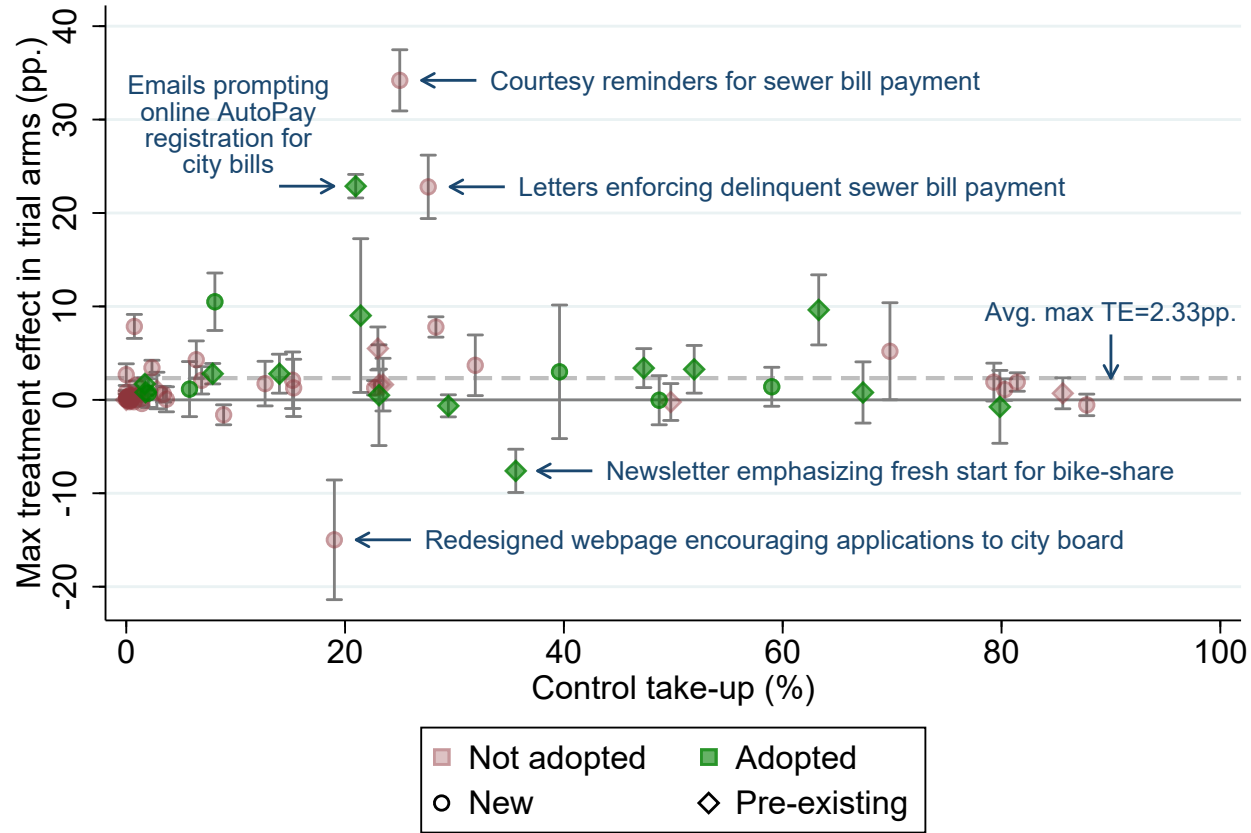 Max treatment effect in trial arms (pp.)
40
30
20
10
0
-10
-20
Emails prompting
online AutoPay
registration for
city bills
Courtesy reminders for sewer bill payment
Letters enforcing delinquent sewer bill payment
Avg. max TE=2.33pp.
Newsletter emphasizing fresh start for bike-share
Redesigned webpage encouraging applications to city board
0 20 40 60 80 100
Control take-up (%)
Not adopted Adopted
New Pre-existing